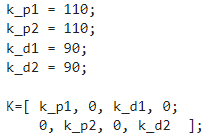 k_p1 = 110;
k_p2 = 110;
k_d1 = 90;
k_d2 = 90;
K=[ k_p1, 0, k_d1, 0;
0, k_p2, 0, k_d2 ];